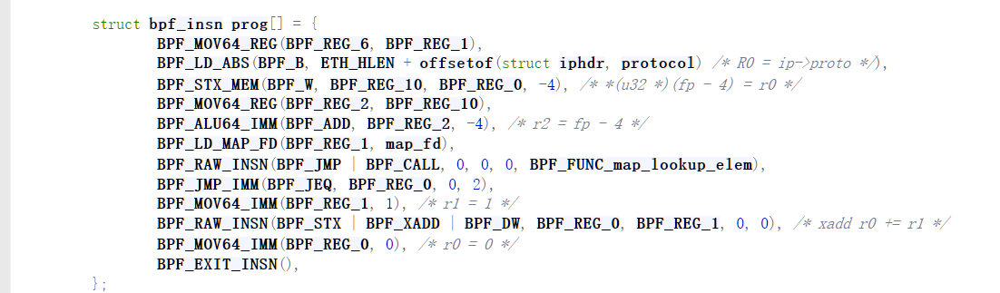 struct bpf_insn prog[] = {
BPF_MOV64_REG(BPF_REG_6, BPF_REG_1),
BPF_LD_ABS(BPF_B, ETH_HLEN + offsetof(struct iphdr, protocol) /* R0 = ip->proto */),
BPF_STX_MEM(BPF_W, BPF_REG_10, BPF_REG_0, -4), /* *(u32 *)(fp - 4) = r0 */
BPF_MOV64_REG(BPF_REG_2, BPF_REG_10),
BPF_ALU64_IMM(BPF_ADD, BPF_REG_2, -4), /* r2 = fp - 4 */
BPF_LD_MAP_FD(BPF_REG_1, map_fd),
BPF_RAW_INSN(BPF_JMP | BPF_CALL, 0, 0, 0, BPF_FUNC_map_lookup_elem),
BPF_JMP_IMM(BPF_JEQ, BPF_REG_0, 0, 2),
BPF_MOV64_IMM(BPF_REG_1, 1), /* r1 = 1 */
BPF_RAW_INSN(BPF_STX | BPF_XADD | BPF_DW, BPF_REG_0, BPF_REG_1, 0, 0), /* xadd r0 += r1 */
BPF_MOV64_IMM(BPF_REG_0, 0), /* r0 = 0 */
BPF_EXIT_INSN(),
};